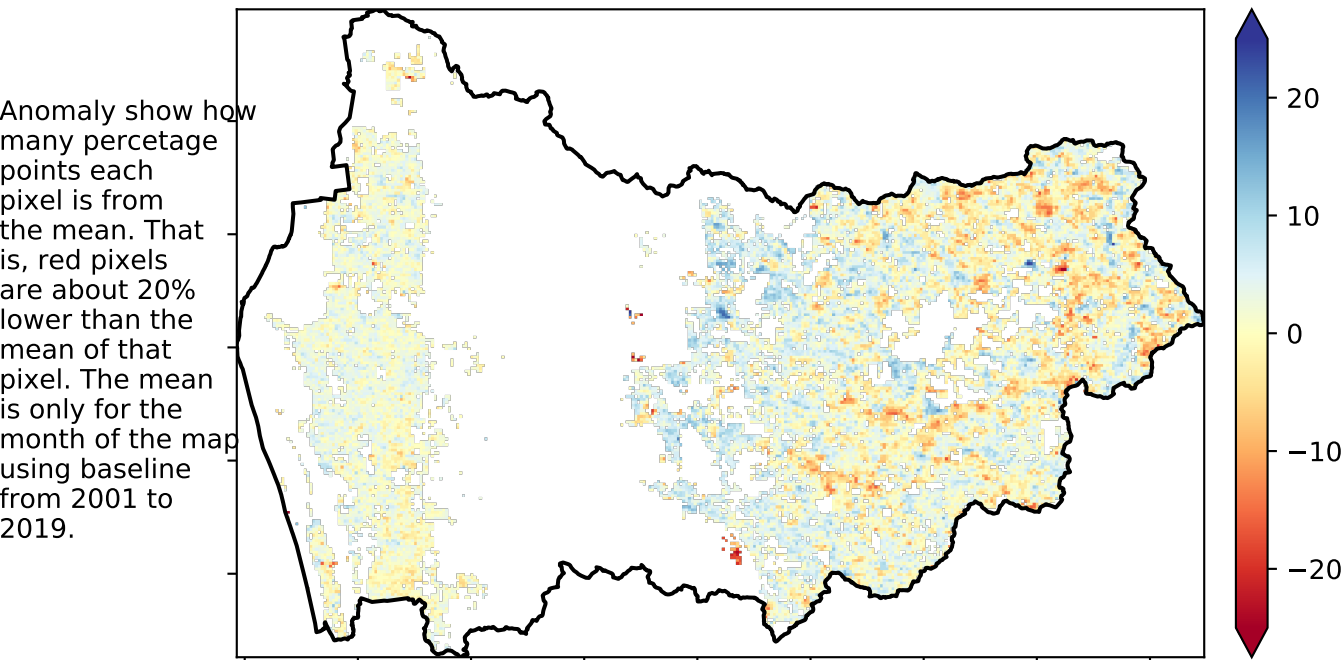 Anomaly show how
many percetage
points each
pixel is from
the mean. That
is, red pixels
are about 20%
lower than the
mean of that
pixel. The mean
is only for the
month of the map
using baseline
from 2001 to
2019.
20
10
0
−10
−20